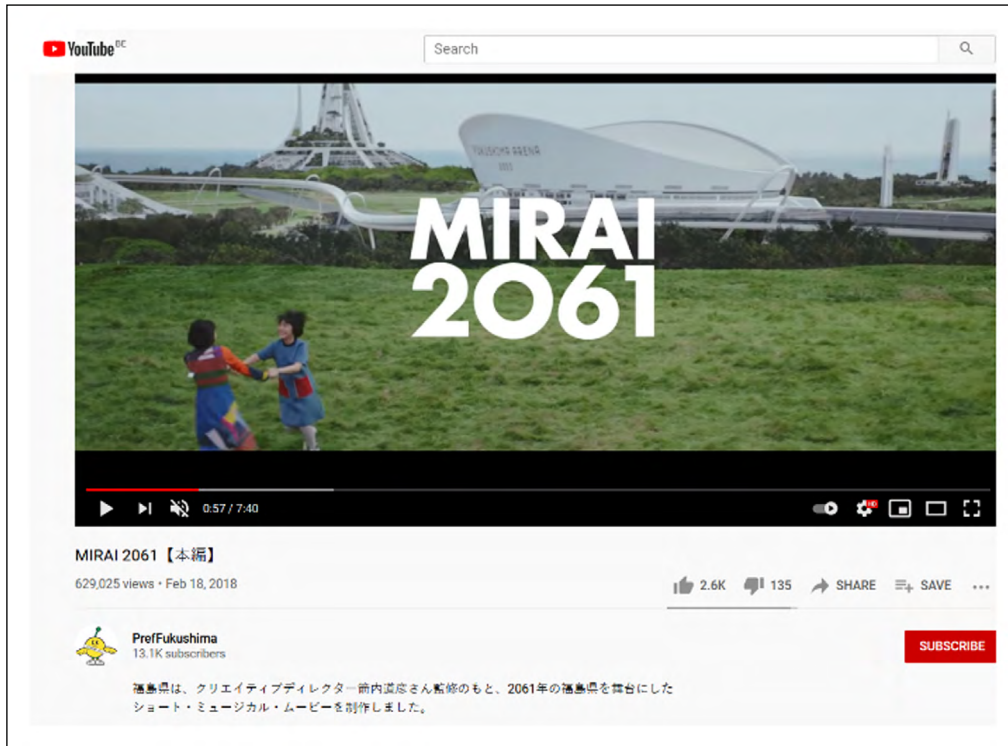 YouTube BE
Search
FUKUSHIMA ARENA
MIRAI
2061
0:57 / 7:40
HD
MIRAI 2061【本編】
629,025 views • Feb 18, 2018
2.6K 135 SHARE SAVE
PrefFukushima
13.1K subscribers
SUBSCRIBE
福島県は、クリエイティブディレクター箭内道彦さん監修のもと、2061年の福島県を舞台にした
ショート・ミュージカル・ムービーを制作しました。